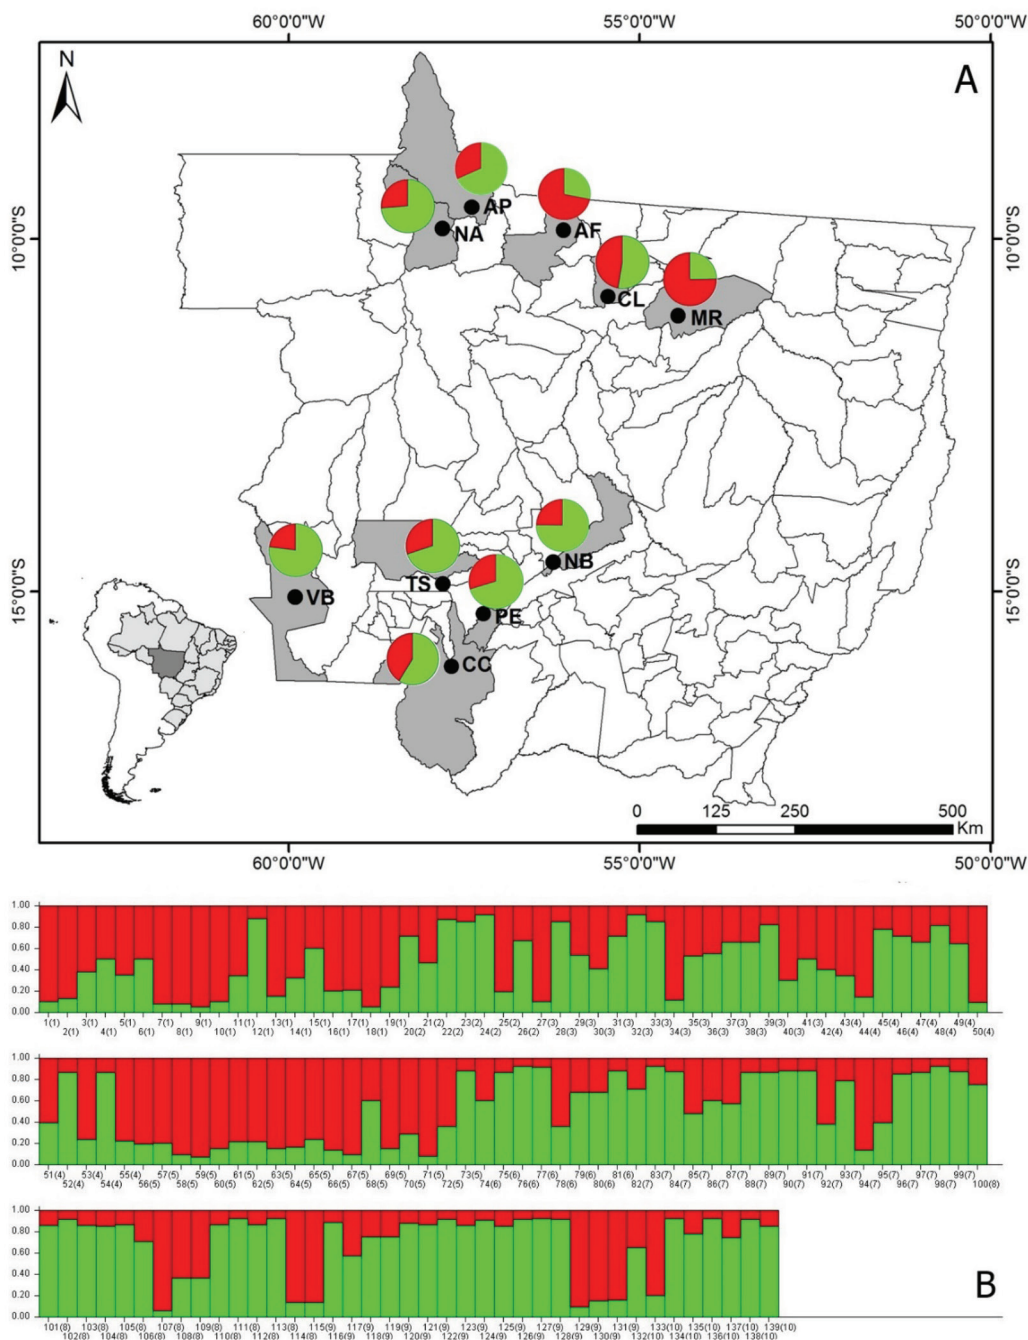 60°0'0"W 55°0'0"W 50°0'0"W
N
A
AP
NA
AF
10°0'0"S
10°0'0"S
CL
MR
NB
TS
VB
15°0'0"S
15°0'0"S
PE
CC
0 125 250 500
Km
60°0'0"W 55°0'0"W 50°0'0"W
1.00
0.80
0.60
0.40
0.20
0.00
1(1) 3(1) 5(1) 7(1) 9(1) 11(1) 13(1) 15(1) 17(1) 19(1) 21(2) 23(2) 25(2) 27(3) 29(3) 31(3) 33(3) 35(3) 37(3) 39(3) 41(3) 43(4) 45(4) 47(4) 49(4)
2(1) 4(1) 6(1) 8(1) 10(1) 12(1) 14(1) 16(1) 18(1) 20(2) 22(2) 24(2) 26(2) 28(3) 30(3) 32(3) 34(3) 36(3) 38(3) 40(3) 42(4) 44(4) 46(4) 48(4) 50(4)
1.00
0.80
0.60
0.40
0.20
0.00
51(4) 53(4) 55(4) 57(5) 59(5) 61(5) 63(5) 65(5) 67(5) 69(5) 71(5) 73(6) 75(6) 77(6) 79(6) 81(6) 83(7) 85(7) 87(7) 89(7) 91(7) 93(7) 95(7) 97(7) 99(7)
52(4) 54(4) 56(5) 58(5) 60(5) 62(5) 64(5) 66(5) 68(5) 70(5) 72(5) 74(6) 76(6) 78(6) 80(6) 82(7) 84(7) 86(7) 88(7) 90(7) 92(7) 94(7) 96(7) 98(7) 100(8)
1.00
0.80
0.60
0.40
0.20
0.00
101(8) 103(8) 105(8) 107(8) 109(8) 111(8) 113(8) 115(9) 117(9) 119(9) 121(9) 123(9) 125(9) 127(9) 129(9) 131(9) 133(10) 135(10) 137(10) 139(10)
102(8) 104(8) 106(8) 108(8) 110(8) 112(8) 114(8) 116(9) 118(9) 120(9) 122(9) 124(9) 126(9) 128(9) 130(9) 132(10) 134(10) 136(10) 138(10)
B